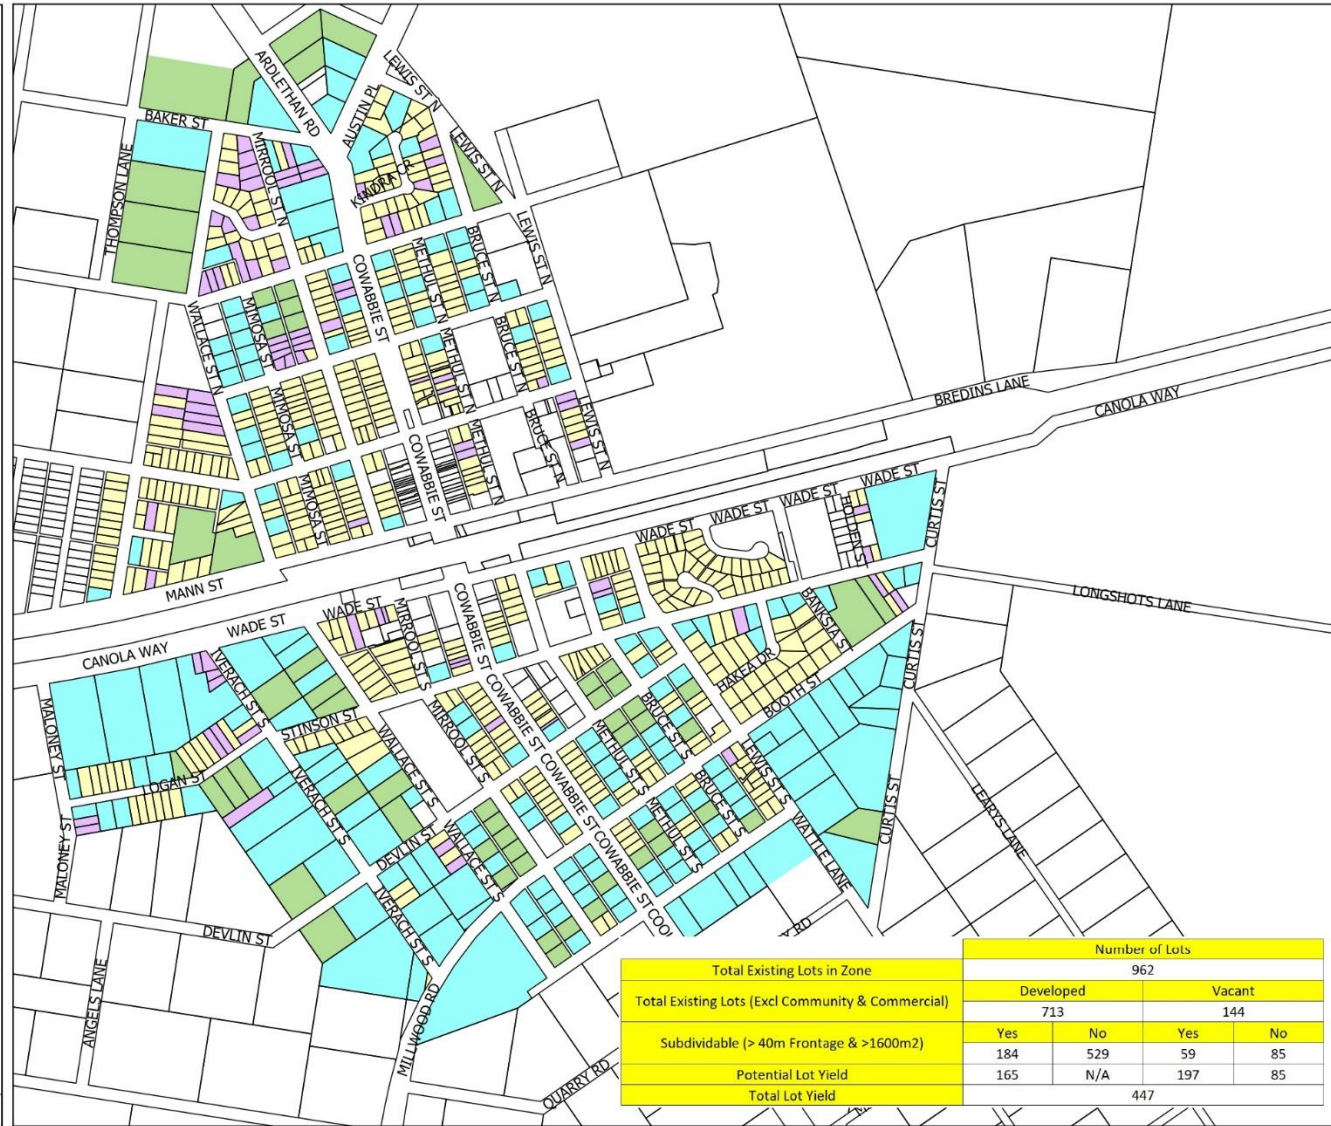 LEWIS ST N
ARDLETHAN RD
AUSTIN PL
BAKER ST
MIRROOL ST N
LEWIS ST N
THOMPSON LANE
KINDRA CR
LEWIS ST N
BRUCE ST N
METHUL ST N
COWABBIE ST
WALLACE ST N
MIMOSA ST
METHUL ST N
BRUCE ST N
MIMOSA ST
BREDINS LANE
CANOLA WAY
LEWIS ST N
BRUCE ST N
METHUL ST N
COWABBIE ST
MIMOSA S
WADE ST
WADE ST
WADE ST
WADE ST
HOLDEN ST
CURTIS ST
MANN ST
LONGSHOTS LANE
WADE ST
WADE ST
MIRROOL ST S
COWABBIE ST
BANKSIA S
CANOLA WAY
IVERACH ST S
HAKEA DR
CURTIS ST
MALONEY ST
STINSON ST
MIRROOL ST S
COWABBIE ST
BRUCE ST S
BOOTH ST
WALLACE ST S
METHUL ST S
LOGAN ST
IVERACH ST S
COWABBIE ST
LEWIS ST S
BRUCE ST S
CURTIS ST
LEARYS LANE
MALONEY ST
DEVLIN ST
WALLACE ST S
METHUL ST S
COWABBIE ST
WATTLE LANE
DEVLIN ST
IVERACH ST S
RD
ANGELS LANE
MILLWOOD RD
QUARRY RD
Number of Lots
Total Existing Lots in Zone 962
Total Existing Lots (Excl Community & Commercial) Developed Vacant
713 144
Subdividable (> 40m Frontage & >1600m2) Yes No Yes No
184 529 59 85
Potential Lot Yield 165 N/A 197 85
Total Lot Yield 447